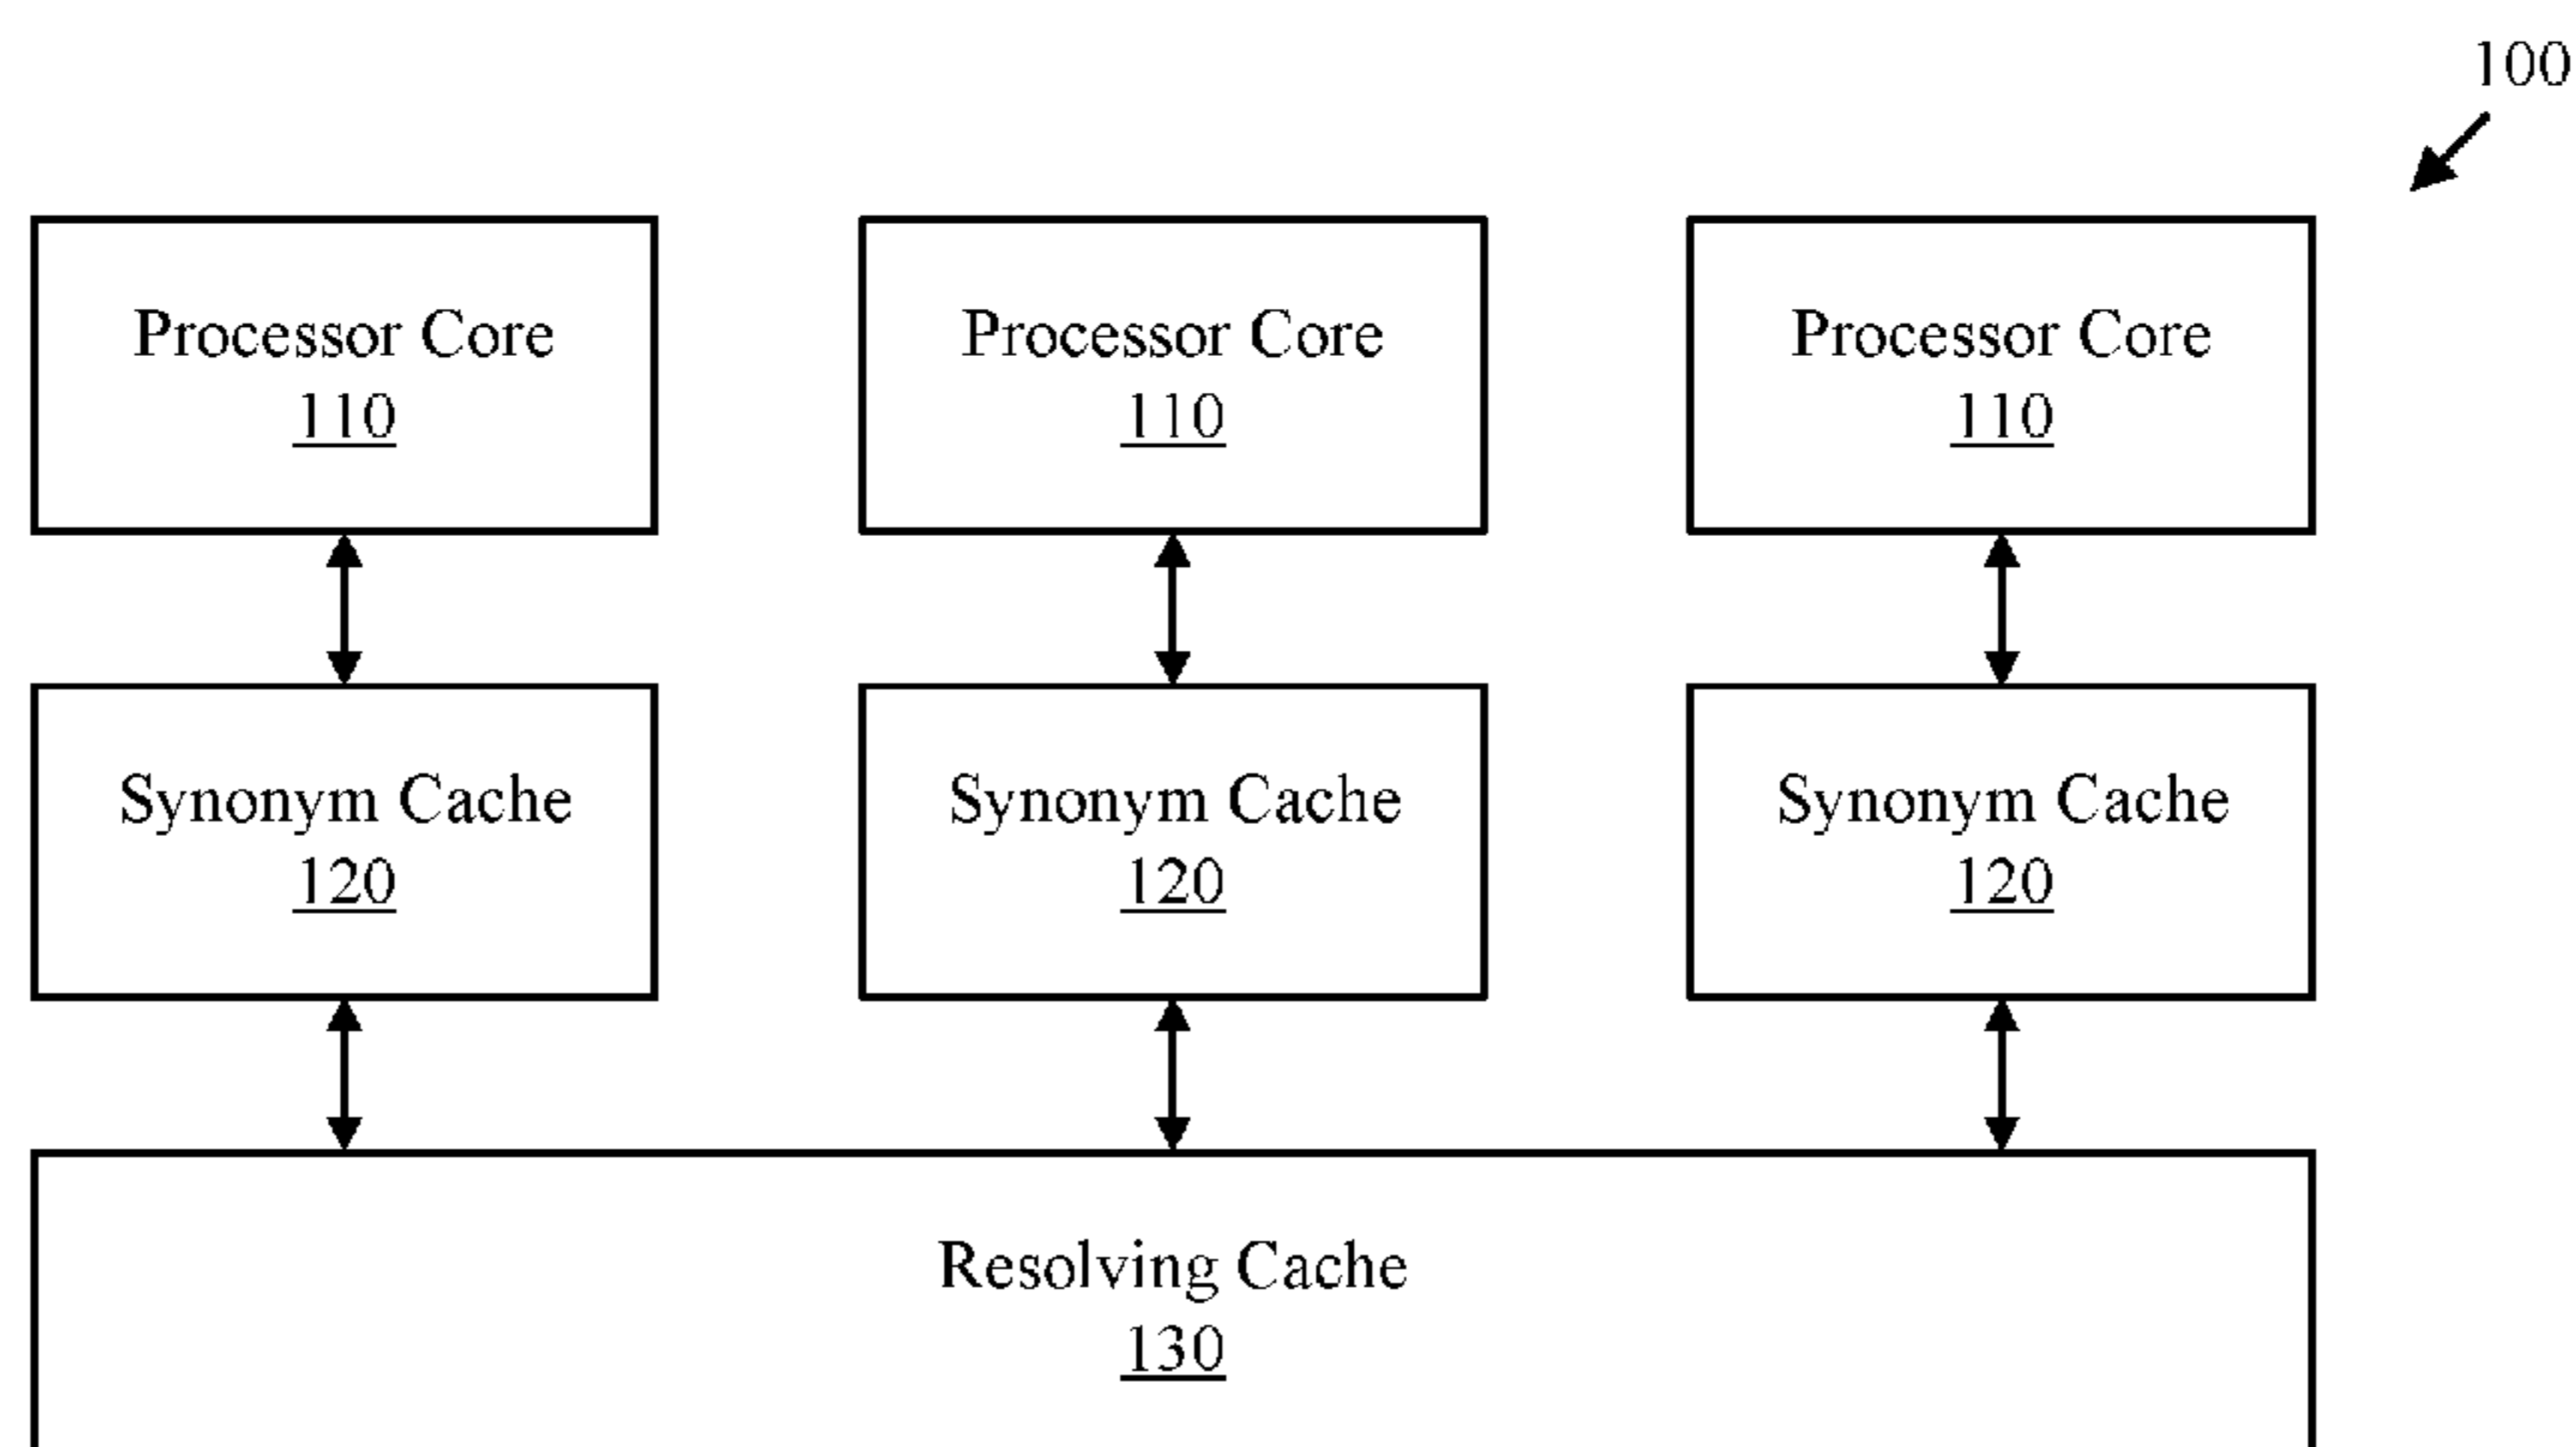 100
Processor Core
110
Processor Core
110
Processor Core
110
Synonym Cache
120
Synonym Cache
120
Synonym Cache
120
Resolving Cache
130